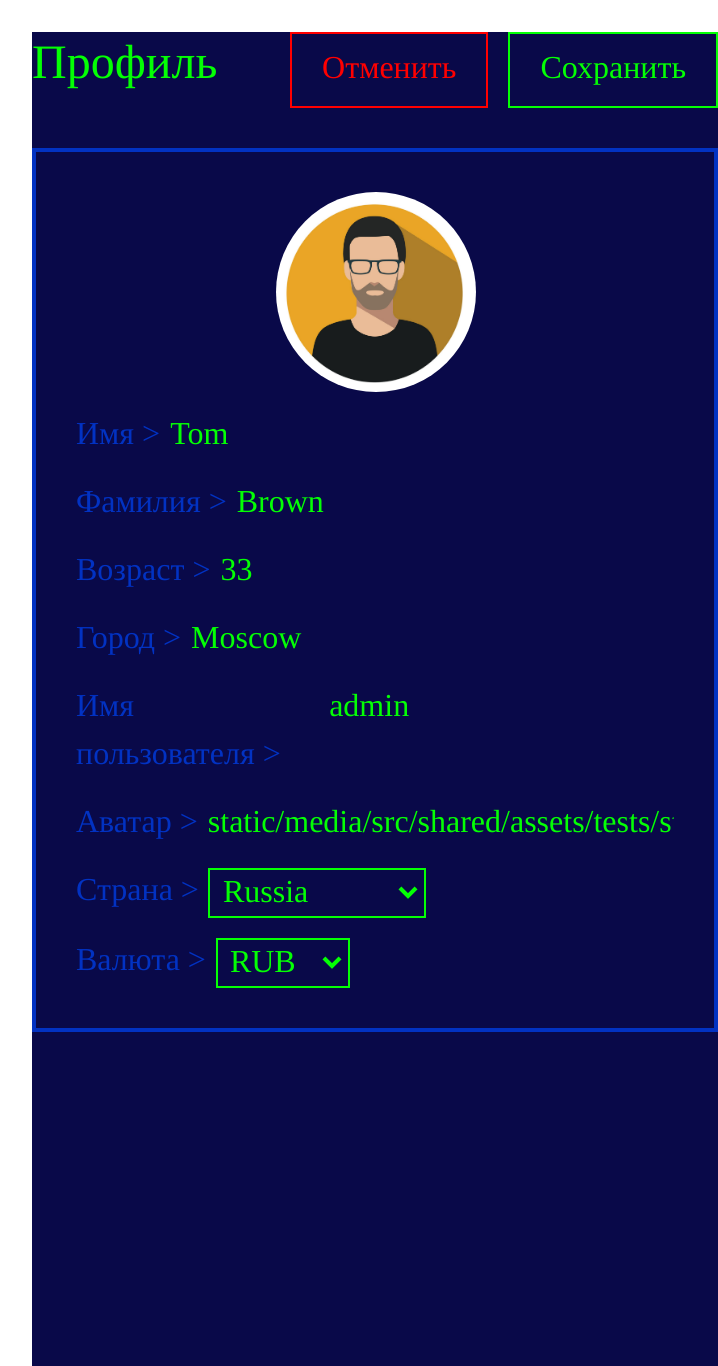 Профиль
Отменить
Сохранить
Имя > Tom
Фамилия > Brown
Возраст > 33
Город > Moscow
Имя admin
пользователя >
Аватар > static/media/src/shared/assets/tests/s
Страна > Russia
Валюта > RUB